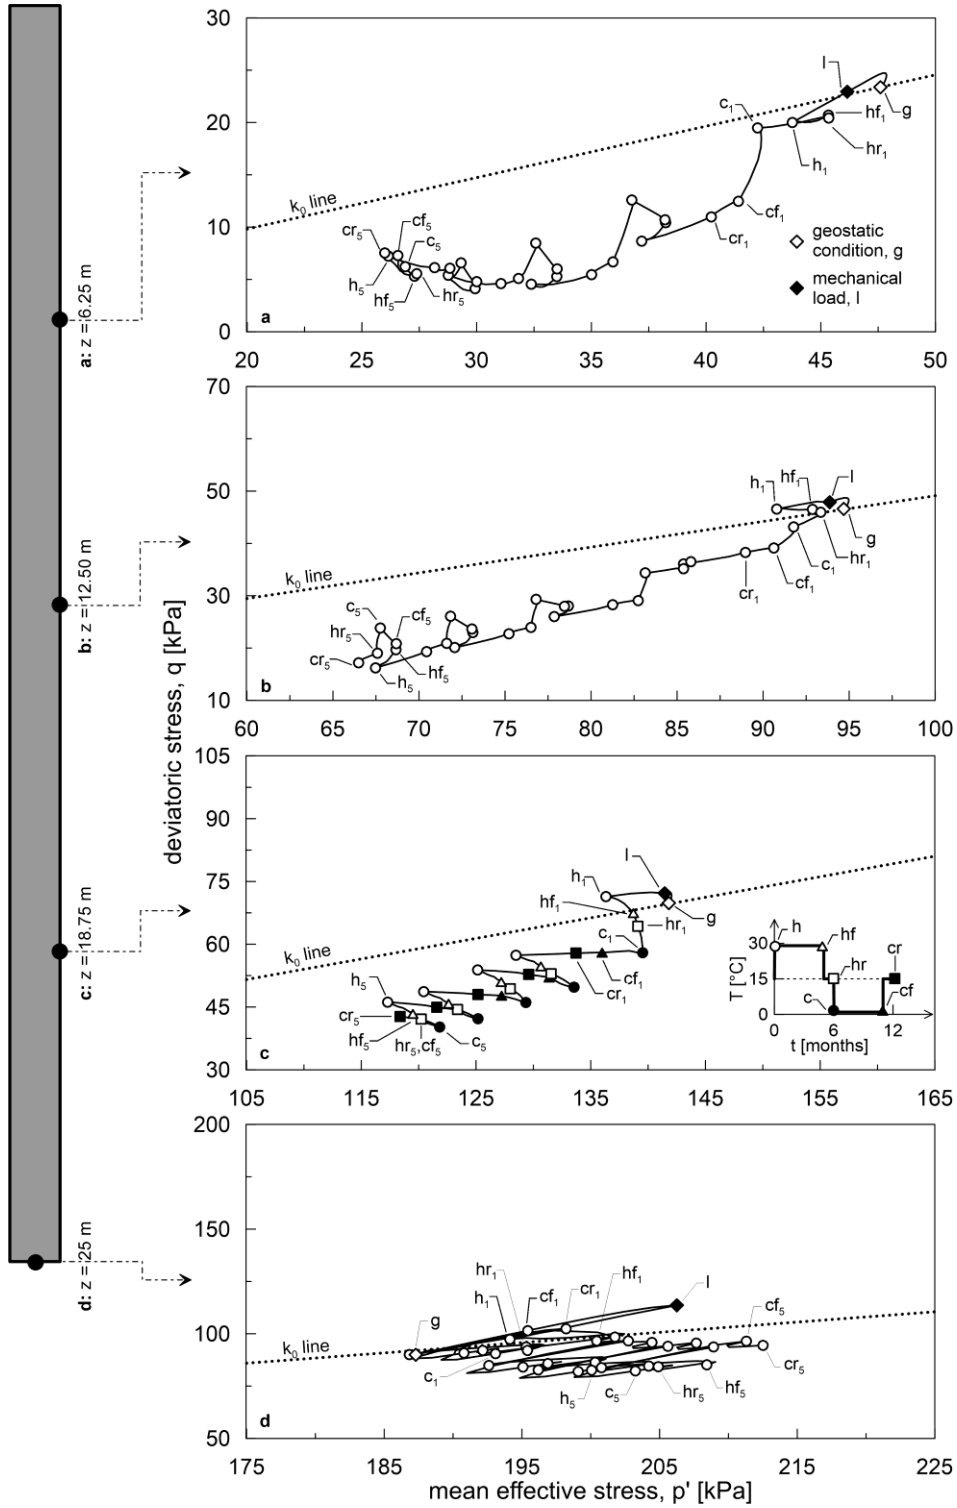 30
20
10
0
k₀ line
cr₅
cf₅
c₅
h₅
hf₅
hr₅
c₁
l
hf₁
g
hr₁
h₁
cf₁
cr₁
geostatic
condition, g
mechanical
load, l
a
20 25 30 35 40 45 50
a: z = 6.25 m
70
50
30
10
k₀ line
h₁
hf₁
l
g
hr₁
c₁
cf₁
cr₁
c₅
cf₅
hr₅
cr₅
hf₅
h₅
b
60 65 70 75 80 85 90 95 100
b: z = 12.50 m
deviatoric stress, q [kPa]
105
90
75
60
45
30
k₀ line
l
h₁
hf₁
g
hr₁
c₁
cf₁
cr₁
h₅
cr₅
hf₅
hr₅,cf₅
c₅
T [°C]
30
15
0
h
hf
hr
cr
c
cf
0 6 12
t [months]
c
105 115 125 135 145 155 165
c: z = 18.75 m
200
150
100
50
k₀ line
g
hr₁
h₁
cf₁
cr₁
hf₁
l
cf₅
c₁
h₅
c₅
hr₅
hf₅
cr₅
d
175 185 195 205 215 225
d: z = 25 m
mean effective stress, p' [kPa]